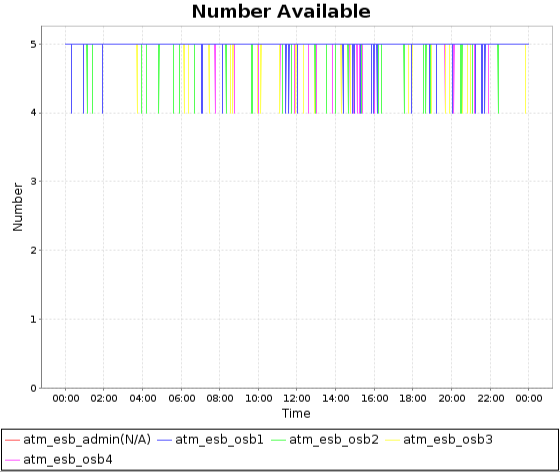 Number Available
5
4
3
2
1
0
Number
00:00 02:00 04:00 06:00 08:00 10:00 12:00 14:00 16:00 18:00 20:00 22:00 00:00
Time
atm_esb_admin(N/A) atm_esb_osb1 atm_esb_osb2 atm_esb_osb3
atm_esb_osb4